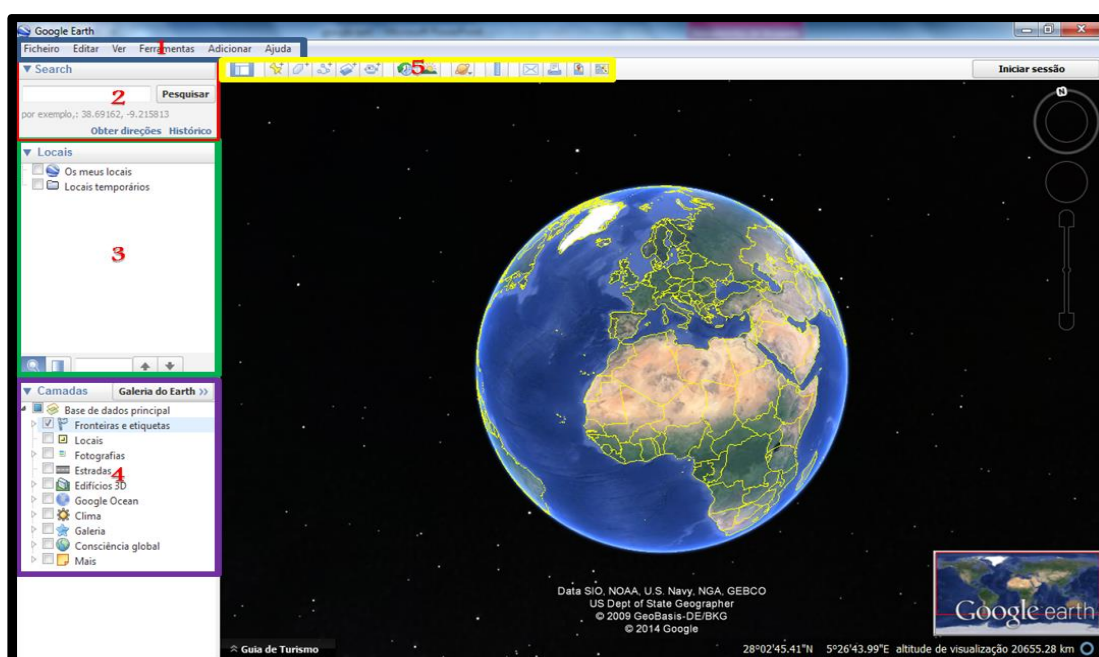 Google Earth
Ficheiro Editar Ver Ferramentas Adicionar Ajuda
1
5
Search
Iniciar sessão
2
Pesquisar
por exemplo,: 38.69162, -9.215813
Obter direções Histórico
N
Locais
Os meus locais
Locais temporários
3
Camadas Galeria do Earth >>
Base de dados principal
Fronteiras e etiquetas
Locais
Fotografias
Estradas
4
Edifícios 3D
Google Ocean
Clima
Galeria
Consciência global
Mais
Data SIO, NOAA, U.S. Navy, NGA, GEBCO
US Dept of State Geographer
© 2009 GeoBasis-DE/BKG
© 2014 Google
Google earth
Guia de Turismo
28°02'45.41"N 5°26'43.99"E altitude de visualização 20655.28 km